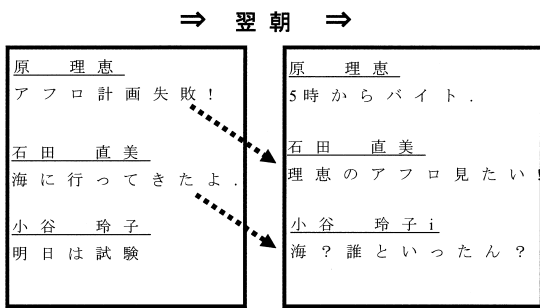 ⇒ 翌朝 ⇒
原 理恵
アフロ計画失敗!
石田 直美
海に行ってきたよ.
小谷 玲子
明日は試験
原 理恵
5時からバイト.
石田 直美
理恵のアフロ見たい!
小谷 玲子i
海?誰といったん?